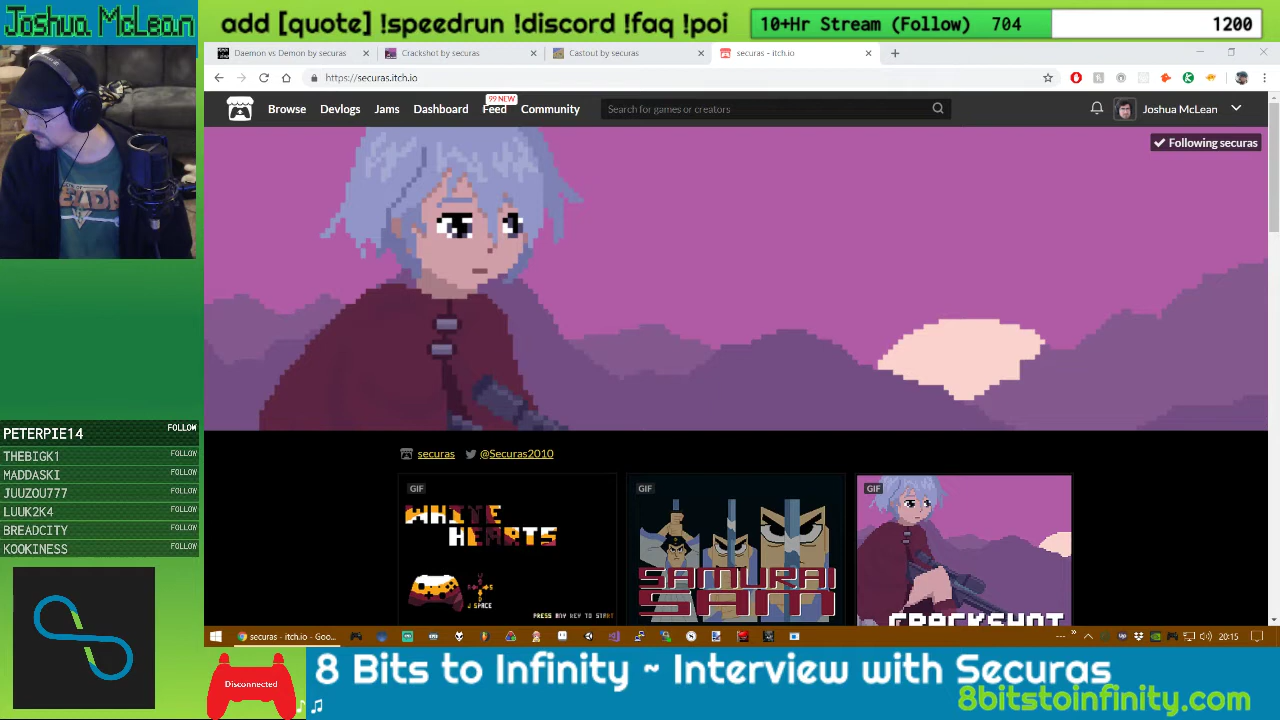 Joshua McLean
add [quote] !speedrun !discord !faq !poi
10+Hr Stream (Follow) 704 1200
Daemon vs Demon by securas
Crackshot by securas
Castout by securas
securas - itch.io
https://securas.itch.io
Browse Devlogs Jams Dashboard Feed Community
99 NEW
Search for games or creators
Joshua McLean
Following securas
securas @Securas2010
GIF
WHITE HEARTS
J SPACE
PRESS ANY KEY TO START
GIF
SAMURAI
SAM
GIF
CRACKSHOT
PETERPIE14 FOLLOW
THEBIGK1 FOLLOW
MADDASKI FOLLOW
JUUZOU777 FOLLOW
LUUK2K4 FOLLOW
BREADCITY FOLLOW
KOOKINESS FOLLOW
securas - itch.io - Goo...
20:15
Disconnected
8 Bits to Infinity ~ Interview with Securas
8bitstoinfinity.com